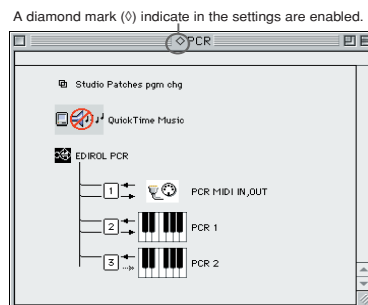 A diamond mark (◊) indicate in the settings are enabled.
◇PCR
Studio Patches pgm chg
QuickTime Music
EDIROL PCR
1
PCR MIDI IN,OUT
2
PCR 1
3
PCR 2